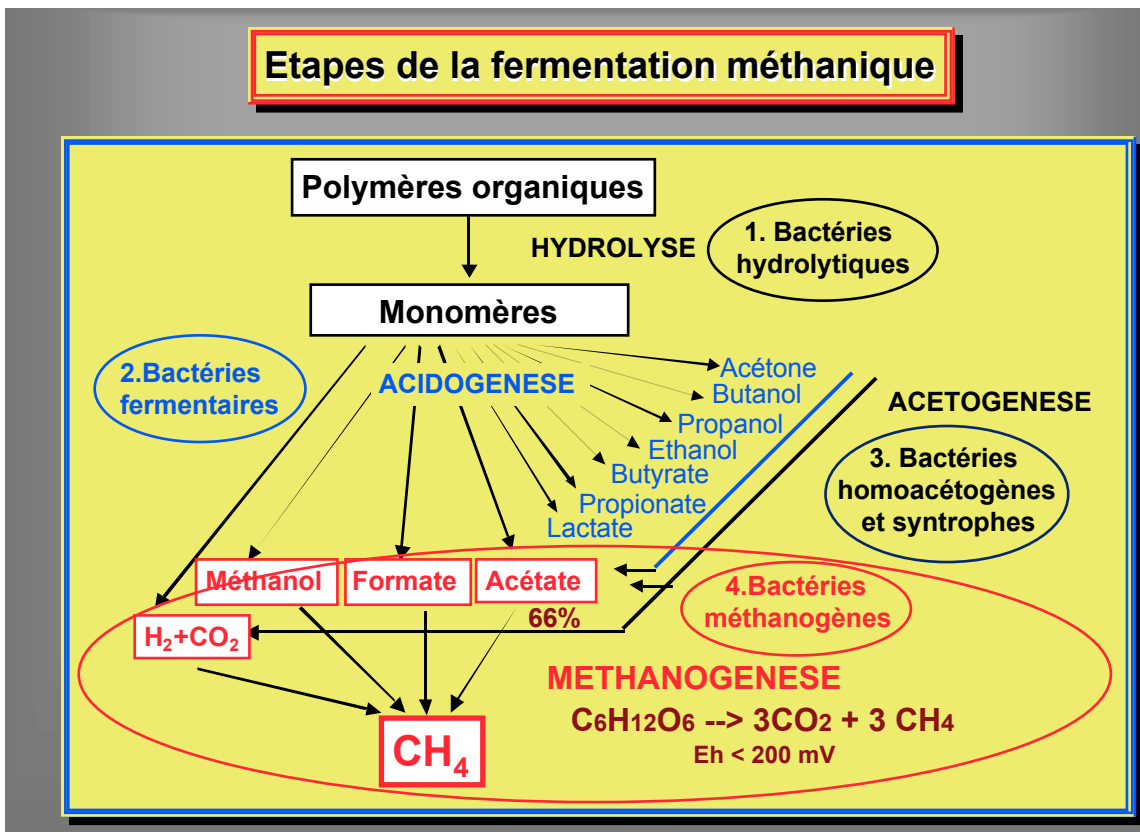 Etapes de la fermentation méthanique
Polymères organiques
HYDROLYSE
1. Bactéries
hydrolytiques
Monomères
2.Bactéries
fermentaires
ACIDOGENESE
Acétone
Butanol
Propanol
Ethanol
Butyrate
Propionate
Lactate
ACETOGENESE
3. Bactéries
homoacétogènes
et syntrophes
Méthanol
Formate
Acétate
66%
4.Bactéries
méthanogènes
H₂+CO₂
METHANOGENESE
C6H12O6 --> 3CO2 + 3 CH4
Eh < 200 mV
CH₄